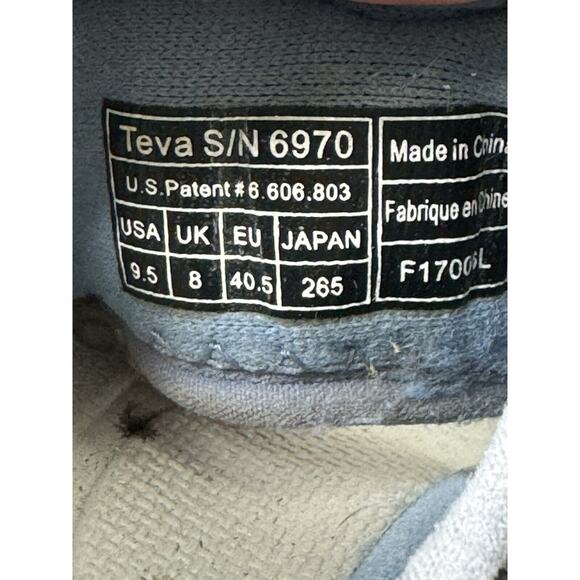 Teva S/N 6970
U.S.Patent # 6.606.803
USA UK EU JAPAN
9.5 8 40.5 265
Made in China
Fabrique en Chine